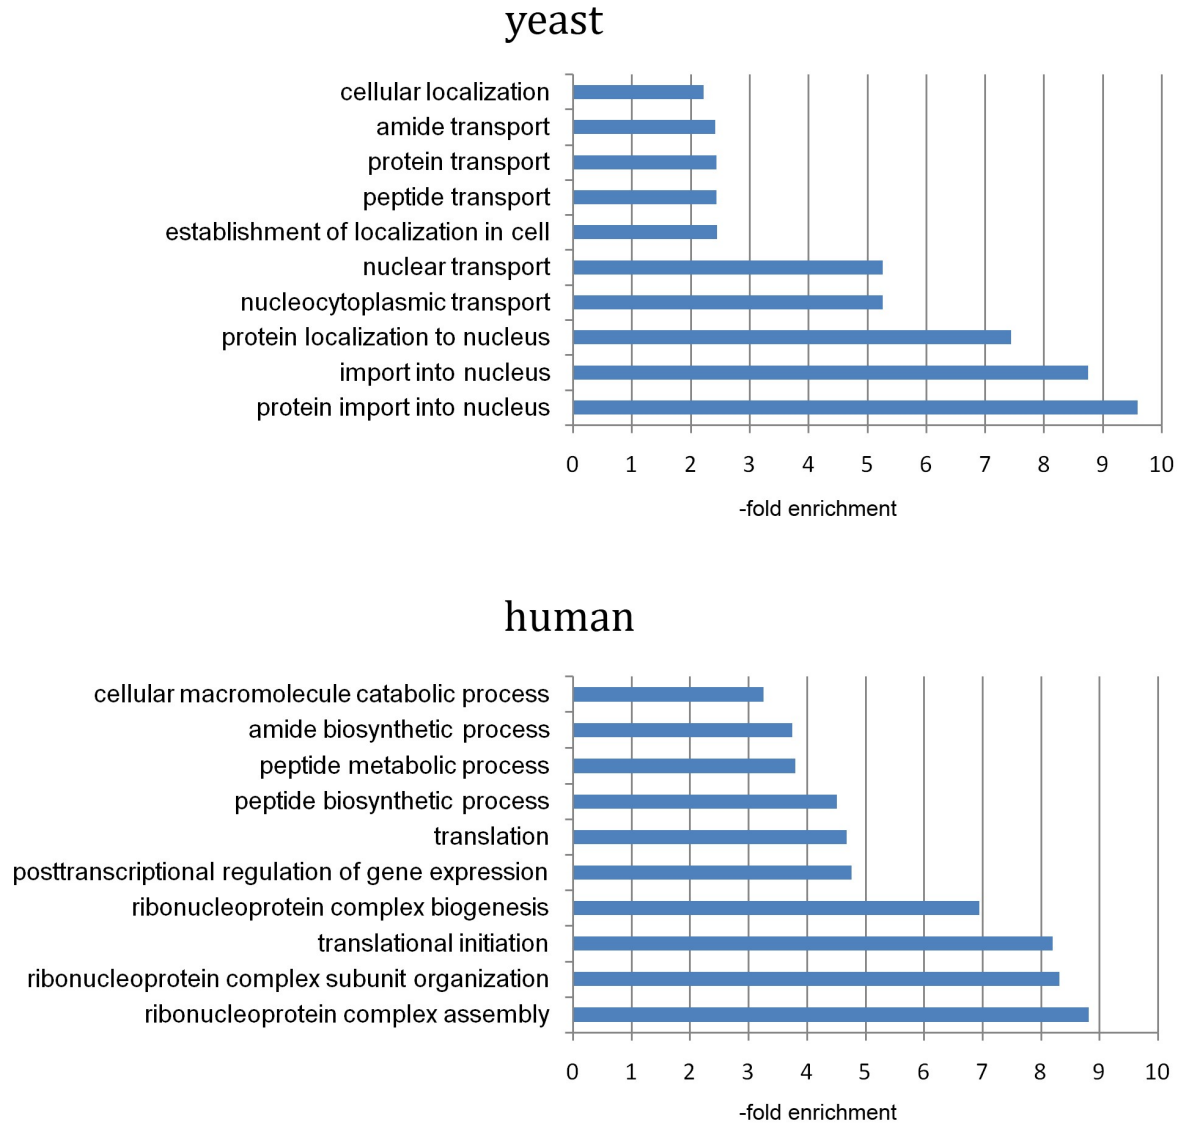 yeast
cellular localization
amide transport
protein transport
peptide transport
establishment of localization in cell
nuclear transport
nucleocytoplasmic transport
protein localization to nucleus
import into nucleus
protein import into nucleus
0 1 2 3 4 5 6 7 8 9 10
-fold enrichment
human
cellular macromolecule catabolic process
amide biosynthetic process
peptide metabolic process
peptide biosynthetic process
translation
posttranscriptional regulation of gene expression
ribonucleoprotein complex biogenesis
translational initiation
ribonucleoprotein complex subunit organization
ribonucleoprotein complex assembly
0 1 2 3 4 5 6 7 8 9 10
-fold enrichment